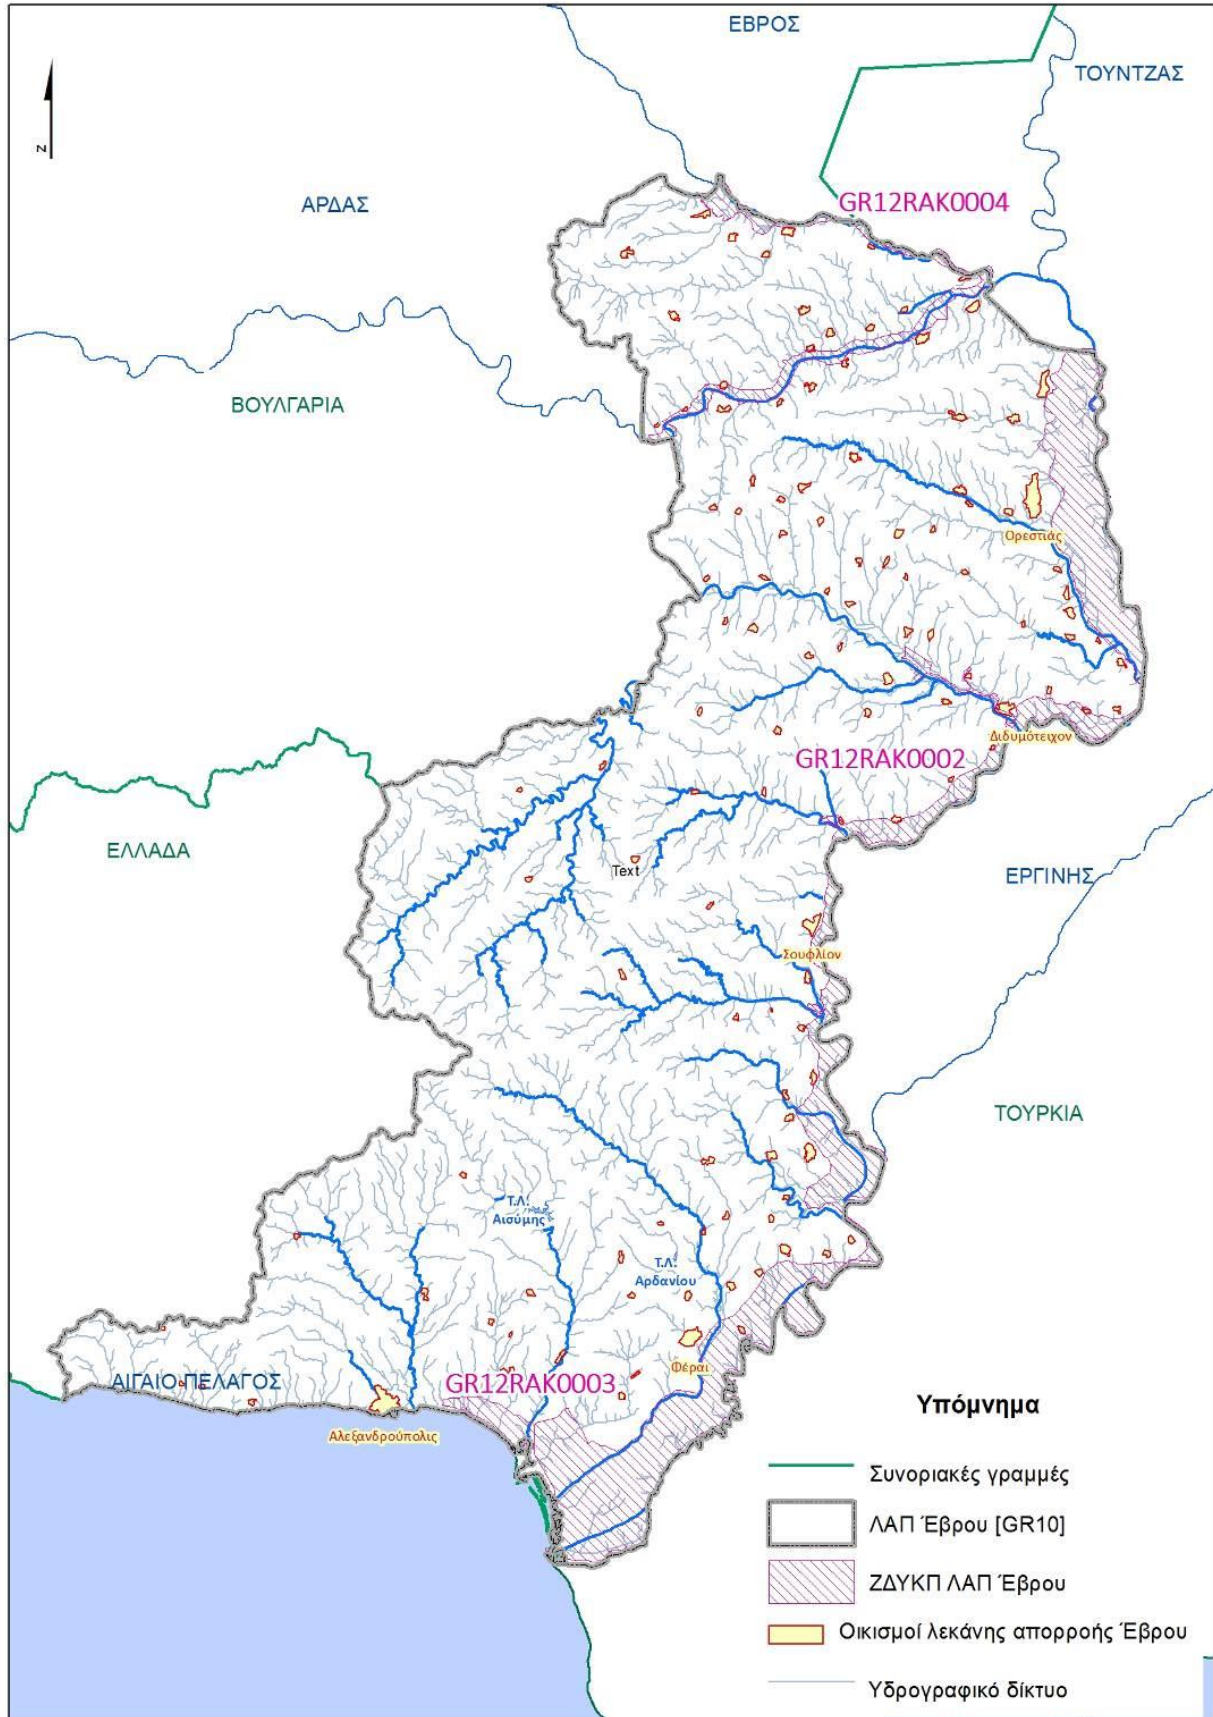 ΕΒΡΟΣ
ΤΟΥΝΤΖΑΣ
z
ΑΡΔΑΣ
GR12RAK0004
ΒΟΥΛΓΑΡΙΑ
Ορεστιάς
Διδυμότειχον
GR12RAK0002
ΕΛΛΑΔΑ
Text
ΕΡΓΙΝΗΣ
Σουφλίον
ΤΟΥΡΚΙΑ
Τ.Λ.
Αισύμης
Τ.Λ.
Αρδανίου
Φέραι
ΑΙΓΑΙΟ ΠΕΛΑΓΟΣ
GR12RAK0003
Αλεξανδρούπολις
Υπόμνημα
Συνοριακές γραμμές
ΛΑΠ Έβρου [GR10]
ΖΔΥΚΠ ΛΑΠ Έβρου
Οικισμοί λεκάνης απορροής Έβρου
Υδρογραφικό δίκτυο